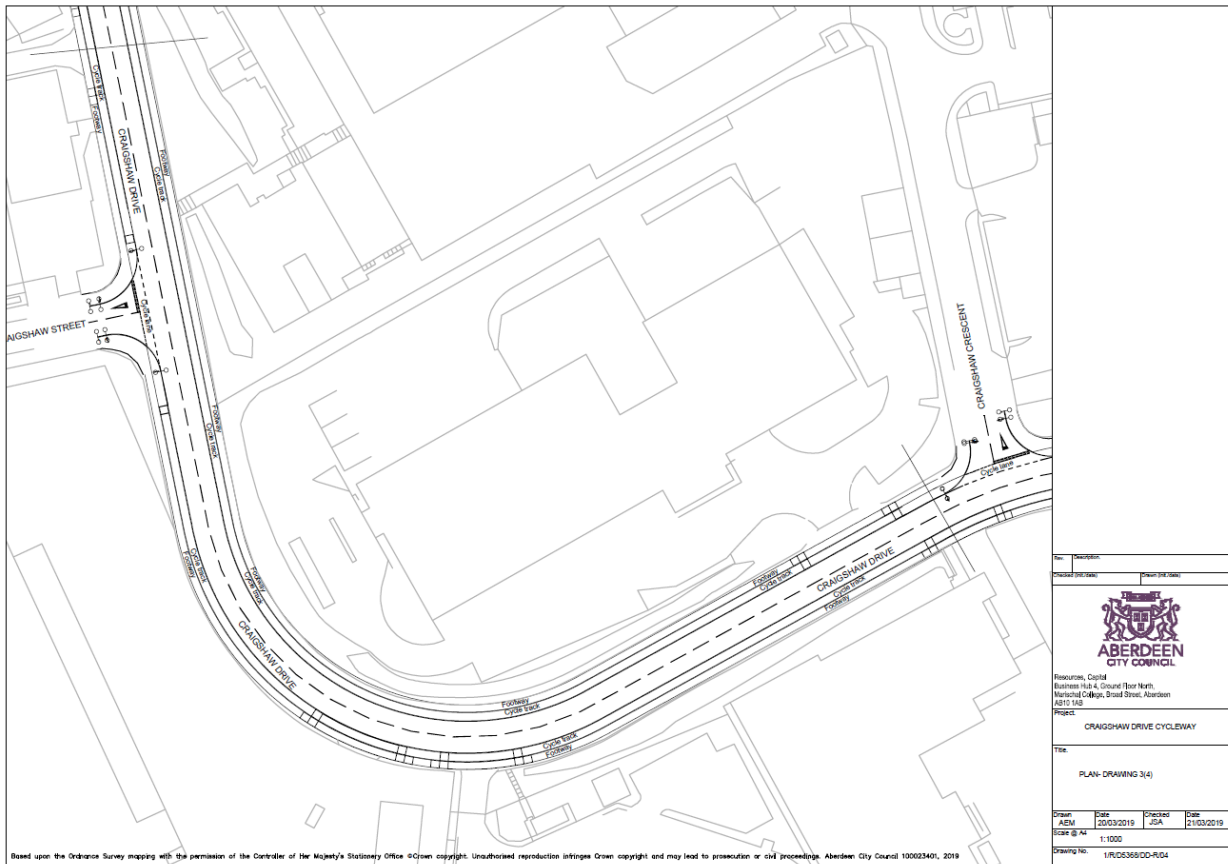 Cycle track
Footway
CRAIGSHAW DRIVE
Footway
Cycle track
Cycle lane
AIGSHAW STREET
CRAIGSHAW CRESCENT
Footway
Cycle track
Cycle lane
Cycle track
Footway
Footway
Cycle track
Footway
Cycle track
CRAIGSHAW DRIVE
Cycle track
Footway
CRAIGSHAW DRIVE
Footway
Cycle track
Cycle track
Footway
Rev.
Description.
Checked (Init./date)
Drawn (Init./date)
ABERDEEN
CITY COUNCIL
Resources, Capital
Business Hub 4, Ground Floor North,
Marischal College, Broad Street, Aberdeen
AB10 1AB
Project.
CRAIGSHAW DRIVE CYCLEWAY
Title.
PLAN- DRAWING 3(4)
Drawn
AEM
Date
20/03/2019
Checked
JSA
Date
21/03/2019
Scale @ A4
1:1000
Drawing No.
1/R/D5368/DD-R/04
Based upon the Ordnance Survey mapping with the permission of the Controller of Her Majesty's Stationery Office ©Crown copyright. Unauthorised reproduction infringes Crown copyright and may lead to prosecution or civil proceedings. Aberdeen City Council 100023401, 2019